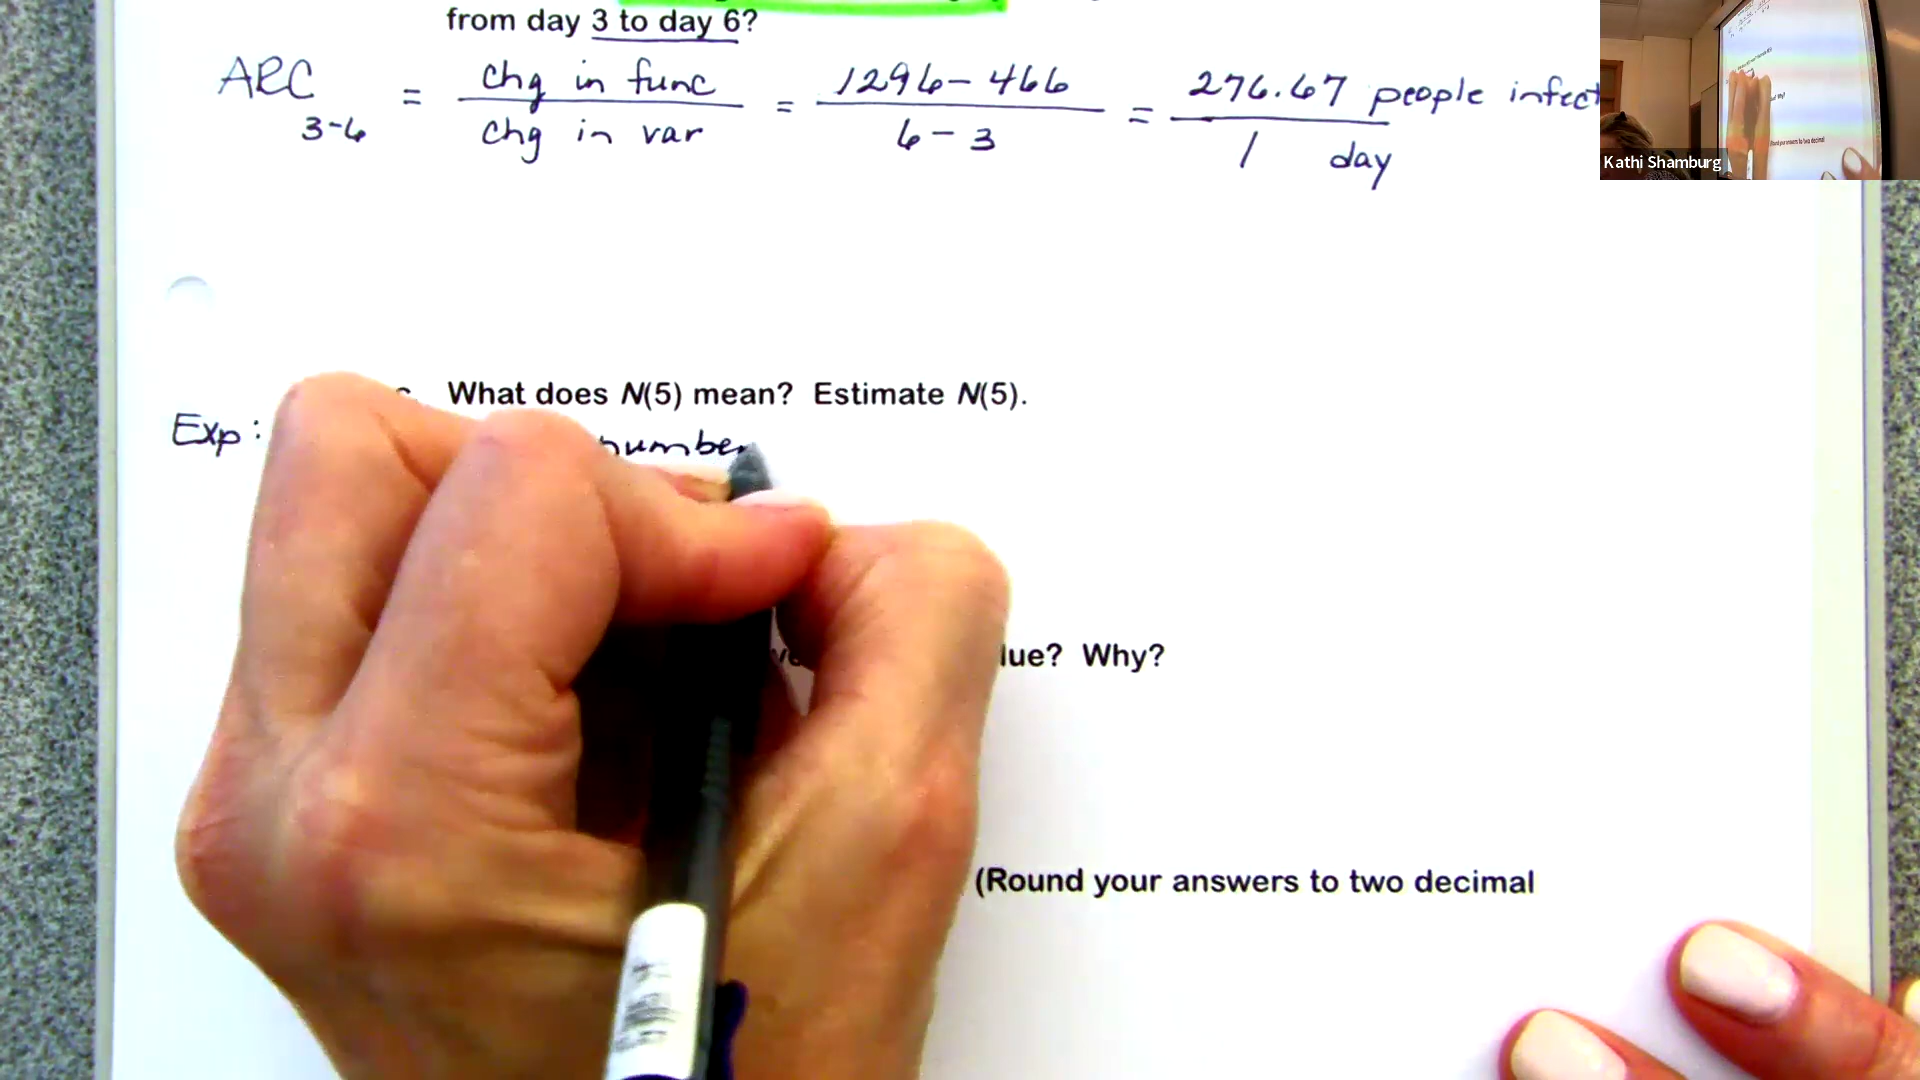 from day 3 to day 6?
ARC 3-6 = chg in func / chg in var = 1296 - 466 / 6 - 3 = 276.67 people infect / 1 day
Kathi Shamburg
What does N(5) mean? Estimate N(5).
Exp: number
lue? Why?
(Round your answers to two decimal